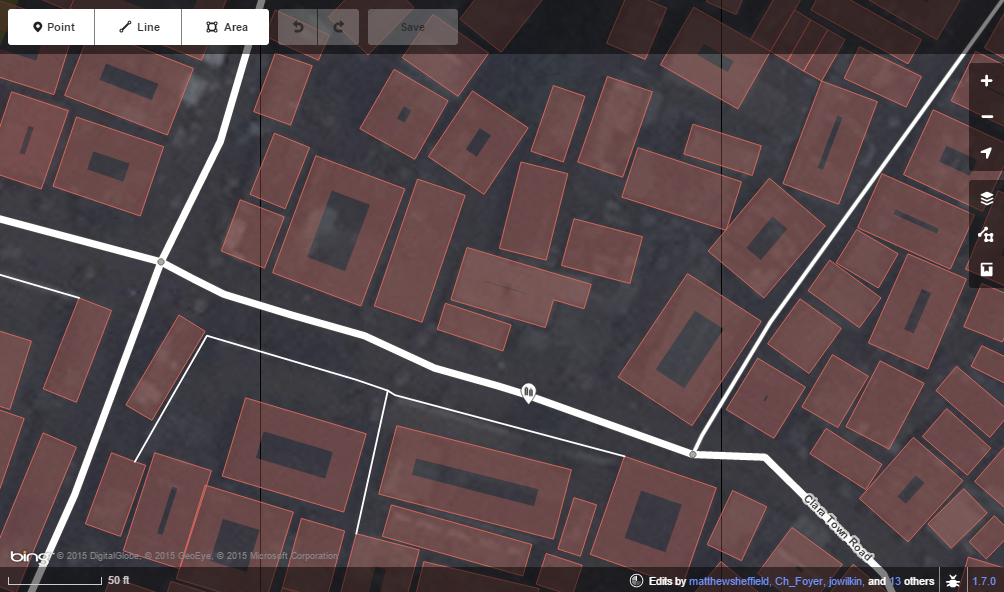 Point
Line
Area
Save
Clara Town Road
bing © 2015 DigitalGlobe, © 2015 GeoEye, © 2015 Microsoft Corporation
50 ft
Edits by matthewsheffield, Ch_Foyer, jowilkin, and 13 others
1.7.0